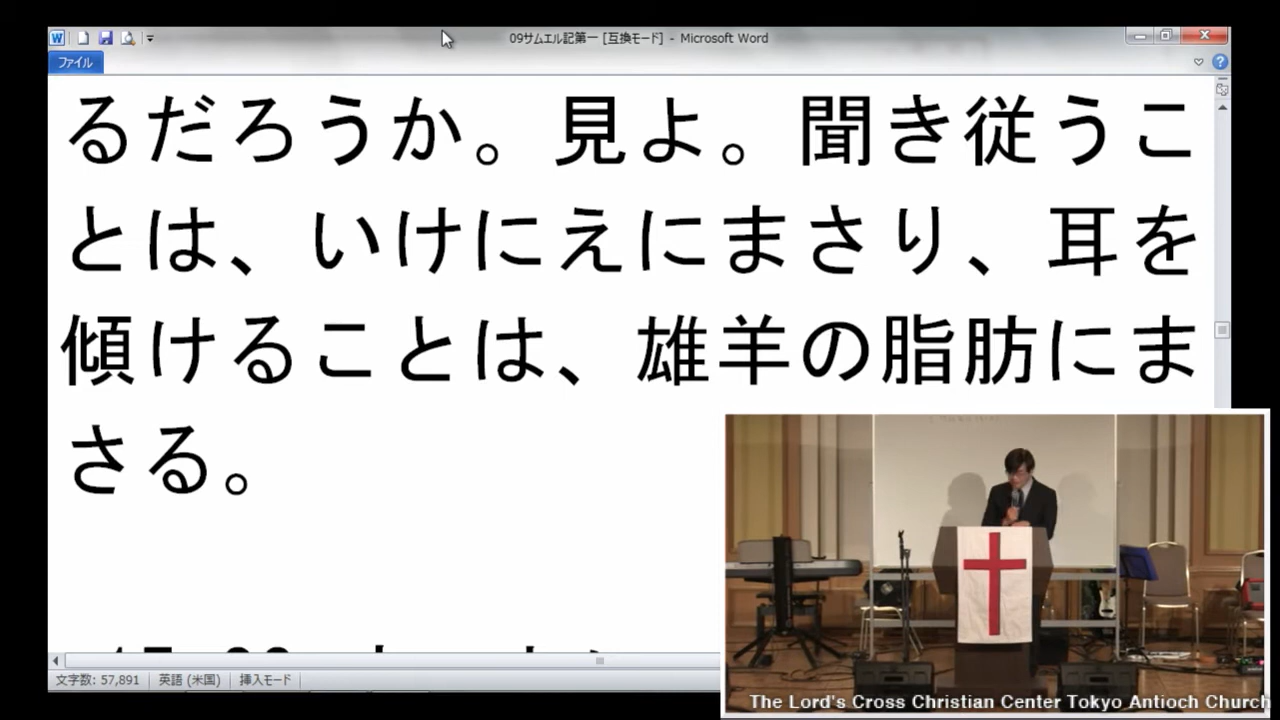 09サムエル記第一 [互換モード] - Microsoft Word
ファイル
るだろうか。見よ。聞き従うこ
とは、いけにえにまさり、耳を
傾けることは、雄羊の脂肪にま
さる。
文字数: 57,891 英語 (米国) 挿入モード
The Lord's Cross Christian Center Tokyo Antioch Church